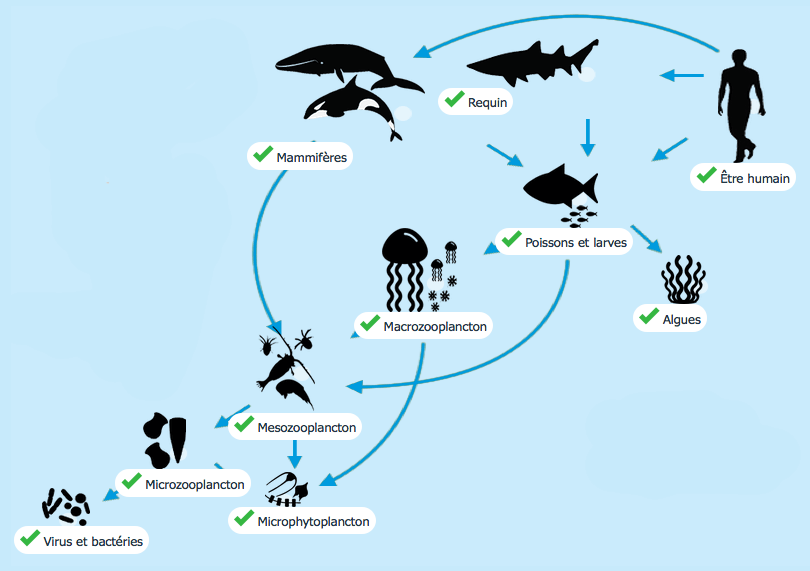 Requin
Mammifères
Être humain
Poissons et larves
Algues
Macrozooplancton
Mesozooplancton
Microzooplancton
Microphytoplancton
Virus et bactéries